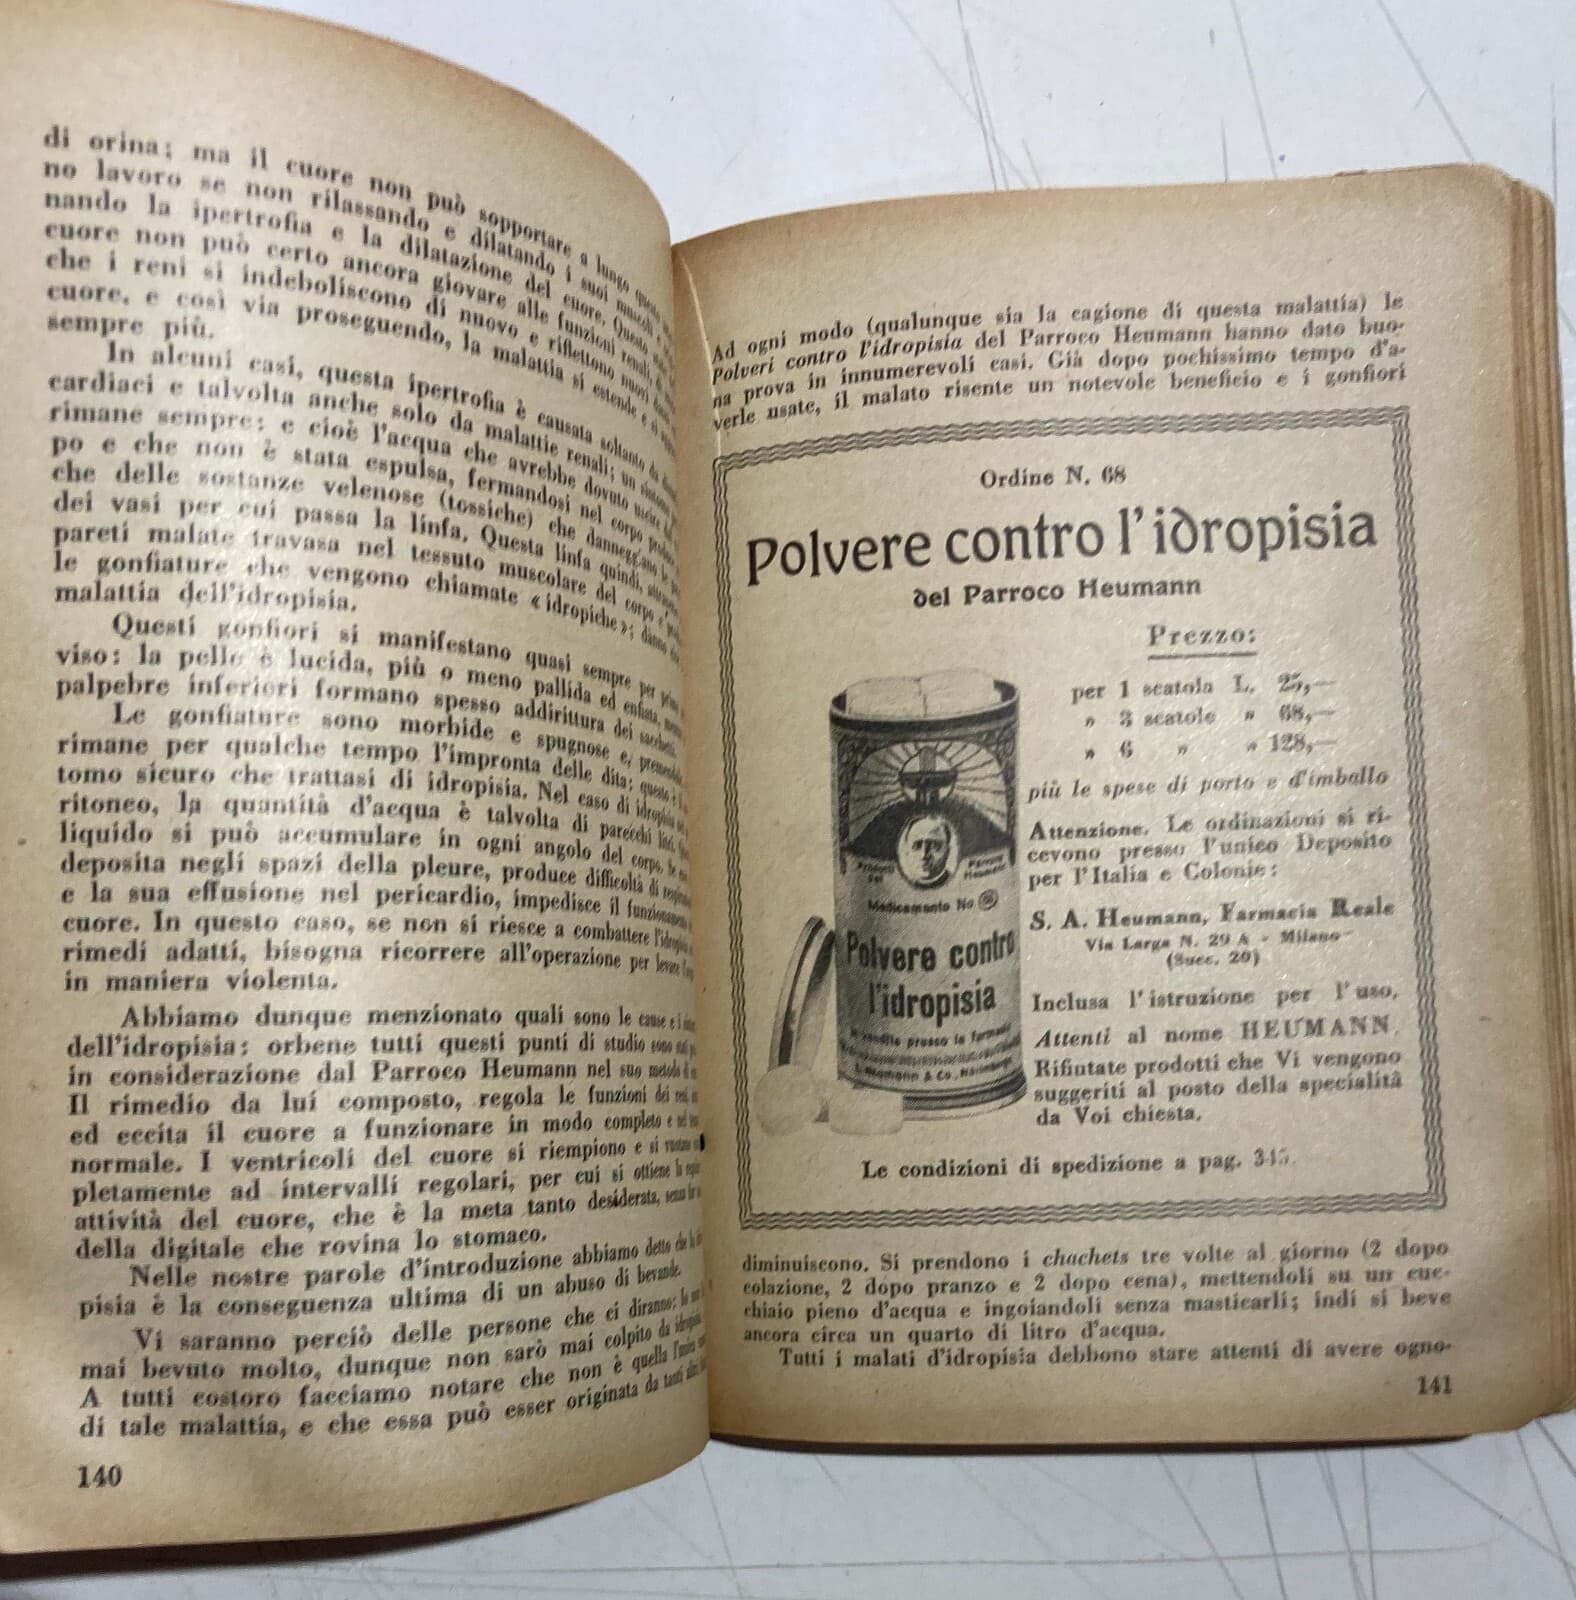 di orina; ma il cuore non può sopportare a lungo questo
no lavoro se non rilassando e dilatando i suoi muscoli
nando la ipertrofia e la dilatazione del cuore. Questo
cuore non può certo ancora giovare alle funzioni renali,
che i reni si indeboliscono di nuovo e riflettono nuovi
cuore, e così via proseguendo, la malattia si estende e si
sempre più.
In alcuni casi, questa ipertrofia è causata soltanto da
cardiaci e talvolta anche solo da malattie renali; un
rimane sempre: e cioè l'acqua che avrebbe dovuto uscire
po e che non è stata espulsa, fermandosi nel corpo
che delle sostanze velenose (tossiche) che danneggiano le
dei vasi per cui passa la linfa. Questa linfa quindi,
pareti malate travasa nel tessuto muscolare del corpo e
le gonfiature che vengono chiamate «idropiche»; danno
malattia dell'idropisia.
Questi gonfiori si manifestano quasi sempre per
viso: la pelle è lucida, più o meno pallida ed enfiata,
palpebre inferiori formano spesso addirittura dei sacchetti.
Le gonfiature sono morbide e spugnose e,
rimane per qualche tempo l'impronta delle dita; questo è
tomo sicuro che trattasi di idropisia. Nel caso di idropisia
ritoneo, la quantità d'acqua è talvolta di parecchi litri.
liquido si può accumulare in ogni angolo del corpo. Se
deposita negli spazi della pleure, produce difficoltà di
e la sua effusione nel pericardio, impedisce il funzionamento
cuore. In questo caso, se non si riesce a combattere l'idropisia
rimedi adatti, bisogna ricorrere all'operazione per levare
in maniera violenta.
Abbiamo dunque menzionato quali sono le cause e i
dell'idropisia: orbene tutti questi punti di studio sono
in considerazione dal Parroco Heumann nel suo metodo di
Il rimedio da lui composto, regola le funzioni dei reni,
ed eccita il cuore a funzionare in modo completo e
normale. I ventricoli del cuore si riempiono e si vuotano
pletamente ad intervalli regolari, per cui si ottiene la
attività del cuore, che è la meta tanto desiderata, senza
della digitale che rovina lo stomaco.
Nelle nostre parole d'introduzione abbiamo detto che
pisia è la conseguenza ultima di un abuso di bevande.
Vi saranno perciò delle persone che ci diranno:
mai bevuto molto, dunque non sarò mai colpito da idropisia
A tutti costoro facciamo notare che non è quella l'unica
di tale malattia, e che essa può esser originata da tanti altri
140
Ad ogni modo (qualunque sia la cagione di questa malattia) le
Polveri contro l'idropisia del Parroco Heumann hanno dato buo-
na prova in innumerevoli casi. Già dopo pochissimo tempo d'a-
verle usate, il malato risente un notevole beneficio e i gonfiori
Ordine N. 68
Polvere contro l'idropisia
del Parroco Heumann
Prezzo:
per 1 scatola L. 25,—
" 3 scatole " 68,—
" 6 " " 128,—
più le spese di porto e d'imballo
Attenzione. Le ordinazioni si ri-
cevono presso l'unico Deposito
per l'Italia e Colonie:
S. A. Heumann, Farmacia Reale
Via Larga N. 29 A - Milano
(Succ. 20)
Inclusa l'istruzione per l'uso.
Attenti al nome HEUMANN.
Rifiutate prodotti che Vi vengono
suggeriti al posto della specialità
da Voi chiesta.
Parroco
Heumann
Medicamento No
Polvere contro
l'idropisia
In vendita presso le farmacie
Heumann & Co., Nürnberg
Le condizioni di spedizione a pag. 345.
diminuiscono. Si prendono i chachets tre volte al giorno (2 dopo
colazione, 2 dopo pranzo e 2 dopo cena), mettendoli su un cuc-
chiaio pieno d'acqua e ingoiandoli senza masticarli; indi si beve
ancora circa un quarto di litro d'acqua.
Tutti i malati d'idropisia debbono stare attenti di avere ogno-
141